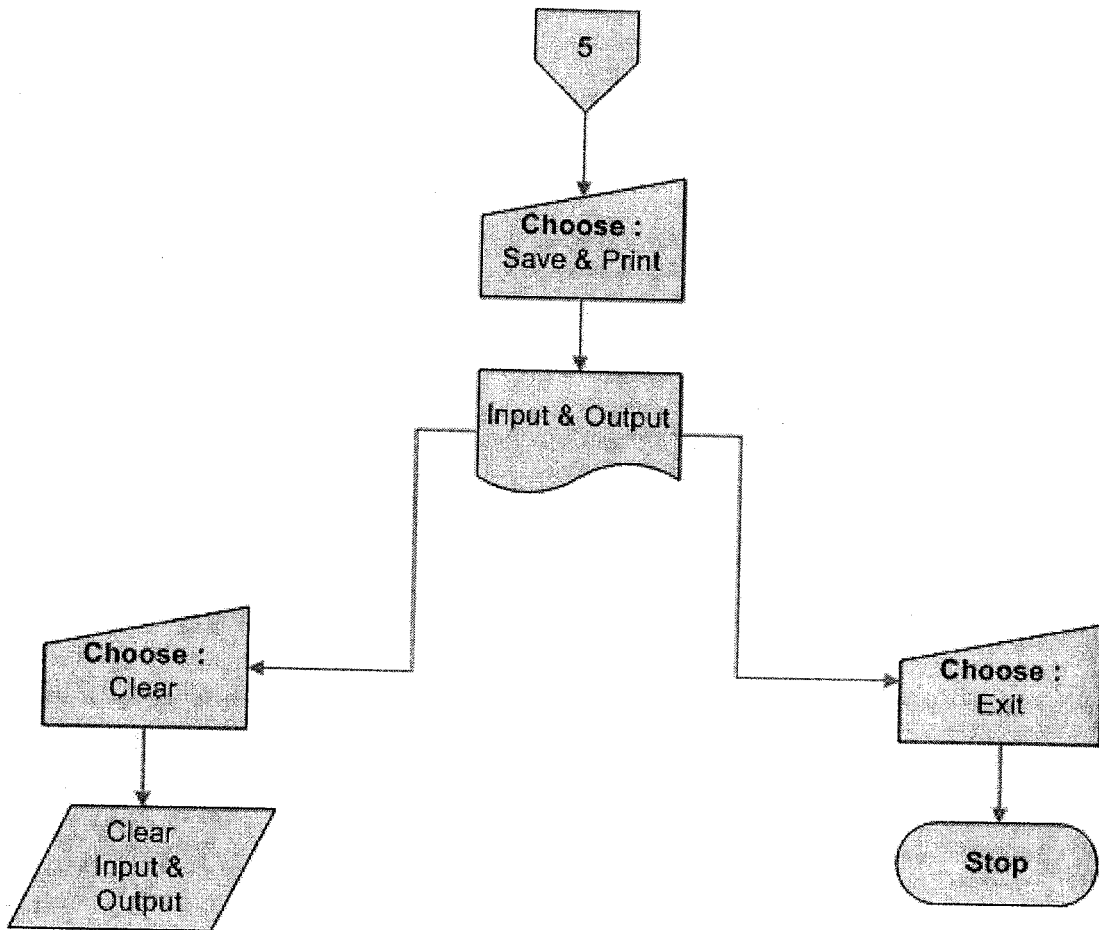 5
Choose :
Save & Print
Input & Output
Choose :
Clear
Choose :
Exit
Clear
Input &
Output
Stop